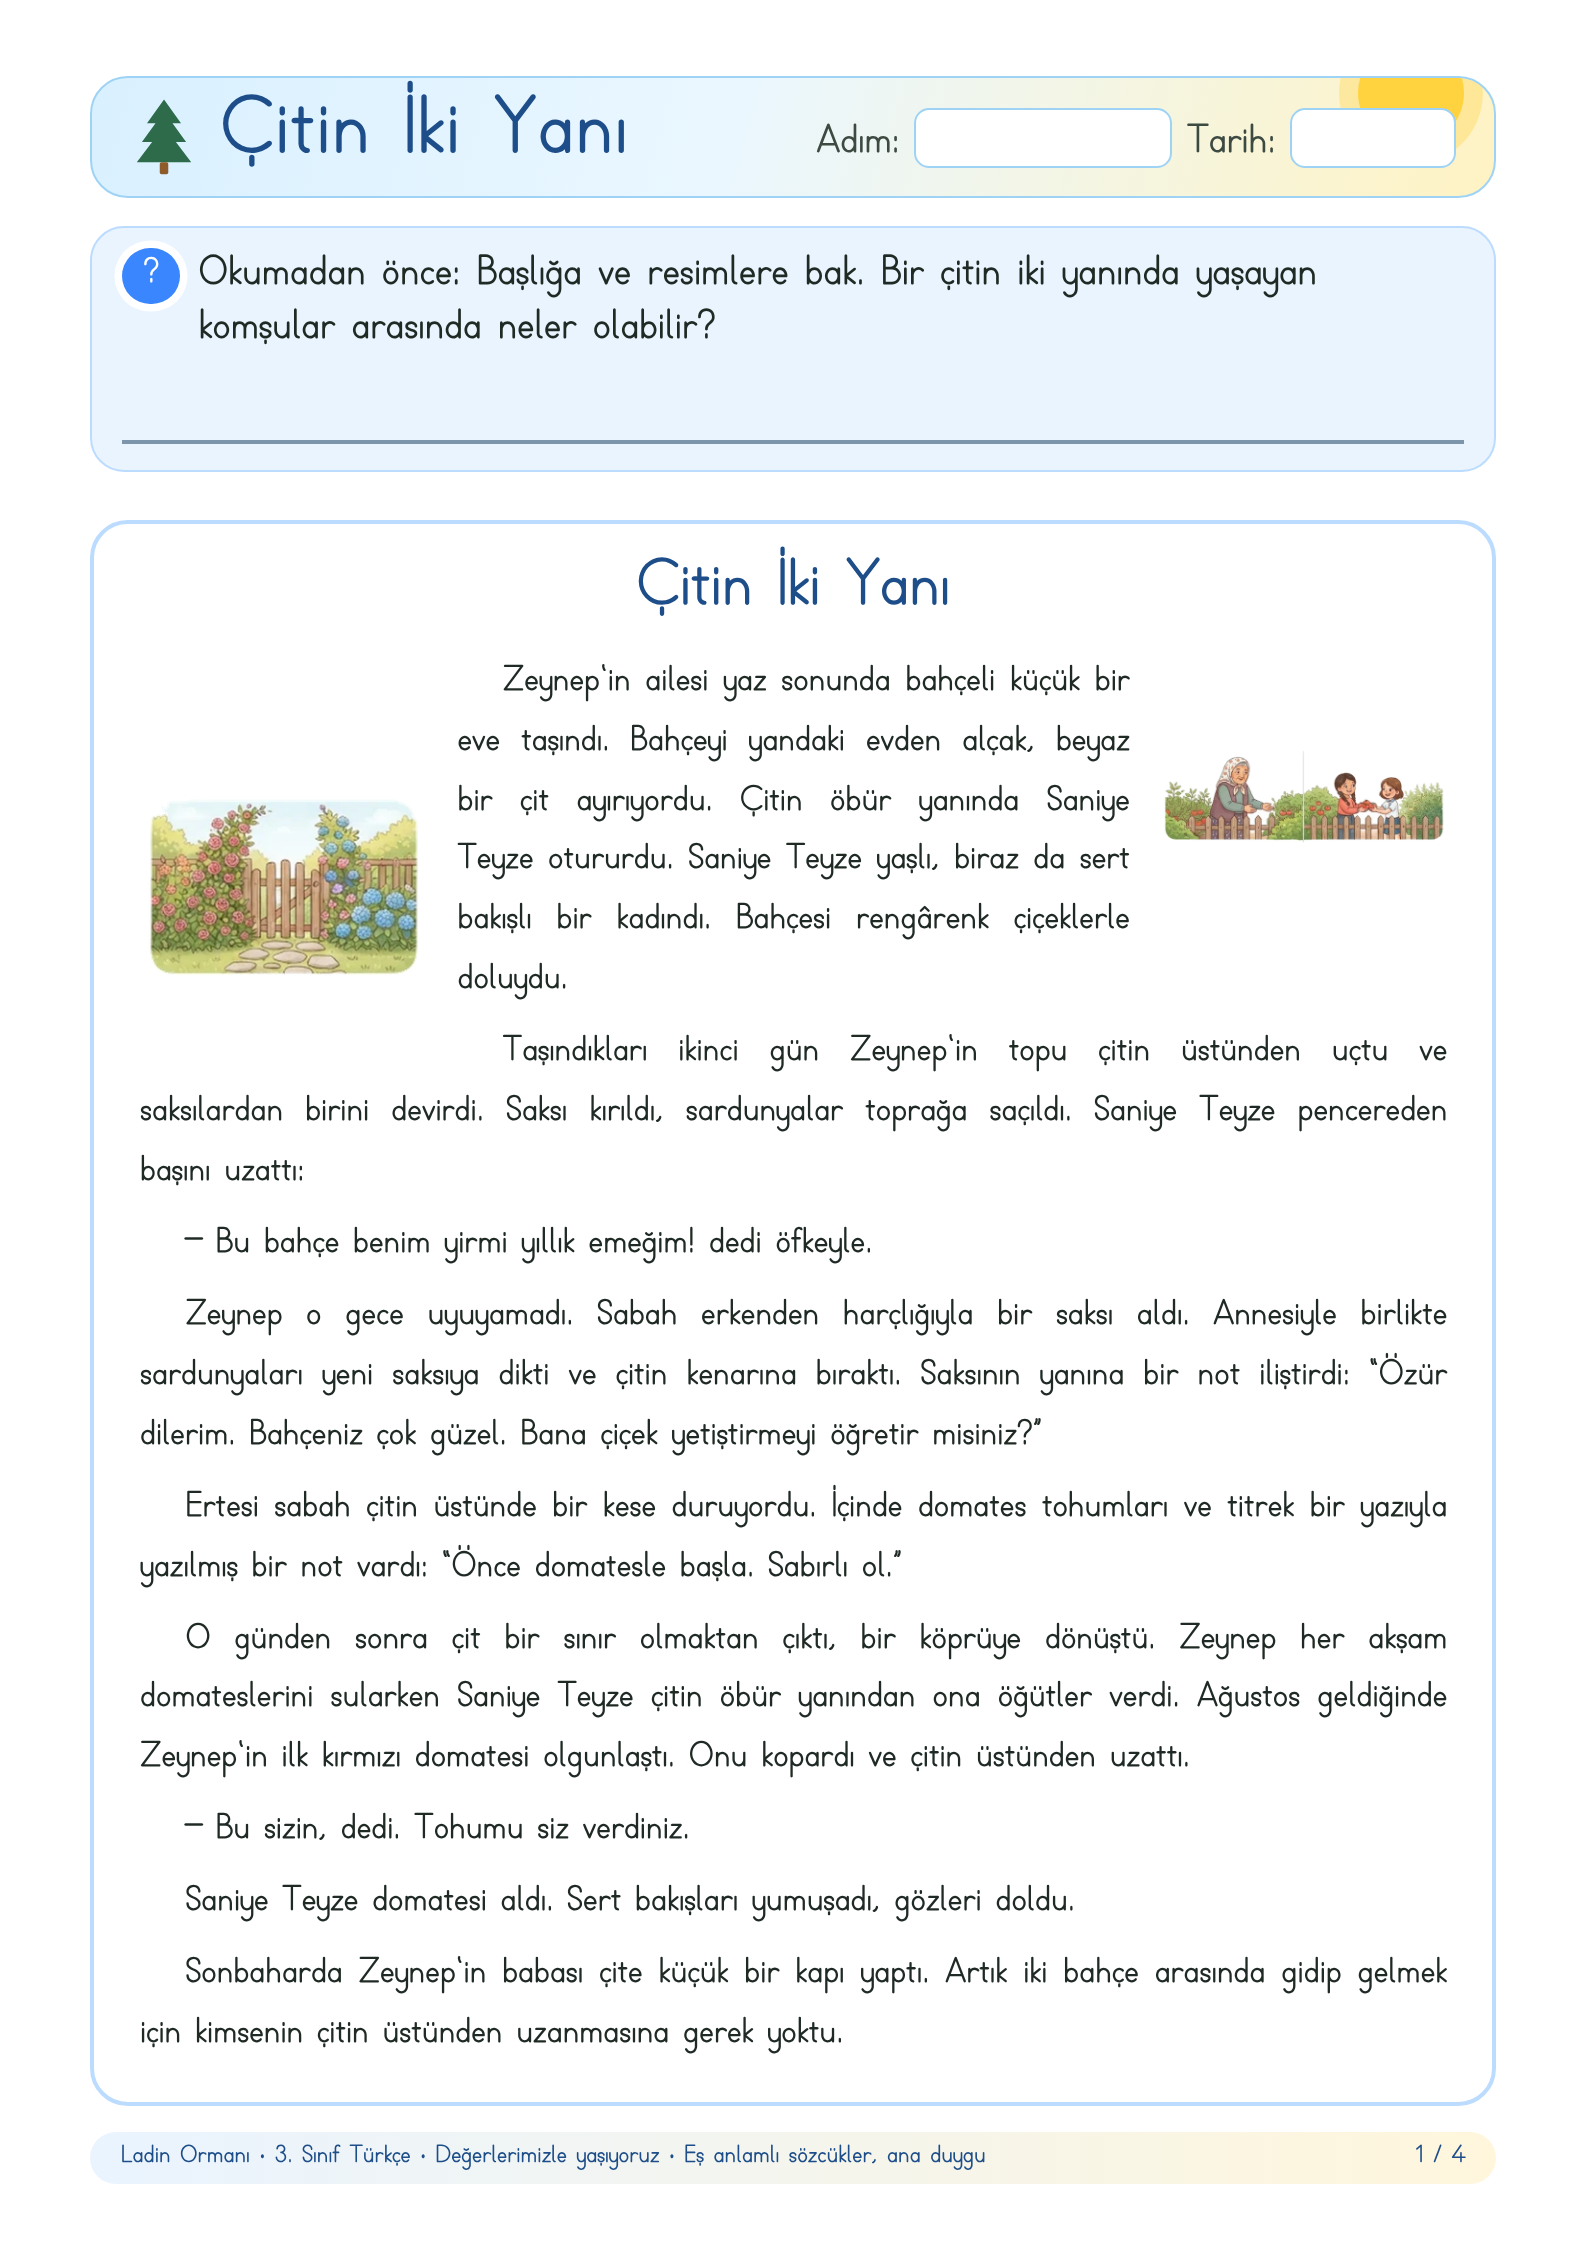 Çitin İki Yanı
Adım:
Tarih:
?
Okumadan önce: Başlığa ve resimlere bak. Bir çitin iki yanında yaşayan
komşular arasında neler olabilir?
Çitin İki Yanı
Zeynep'in ailesi yaz sonunda bahçeli küçük bir
eve taşındı. Bahçeyi yandaki evden alçak, beyaz
bir çit ayırıyordu. Çitin öbür yanında Saniye
Teyze otururdu. Saniye Teyze yaşlı, biraz da sert
bakışlı bir kadındı. Bahçesi rengârenk çiçeklerle
doluydu.
Taşındıkları ikinci gün Zeynep'in topu çitin üstünden uçtu ve
saksılardan birini devirdi. Saksı kırıldı, sardunyalar toprağa saçıldı. Saniye Teyze pencereden
başını uzattı:
– Bu bahçe benim yirmi yıllık emeğim! dedi öfkeyle.
Zeynep o gece uyuyamadı. Sabah erkenden harçlığıyla bir saksı aldı. Annesiyle birlikte
sardunyaları yeni saksıya dikti ve çitin kenarına bıraktı. Saksının yanına bir not iliştirdi: “Özür
dilerim. Bahçeniz çok güzel. Bana çiçek yetiştirmeyi öğretir misiniz?”
Ertesi sabah çitin üstünde bir kese duruyordu. İçinde domates tohumları ve titrek bir yazıyla
yazılmış bir not vardı: “Önce domatesle başla. Sabırlı ol.”
O günden sonra çit bir sınır olmaktan çıktı, bir köprüye dönüştü. Zeynep her akşam
domateslerini sularken Saniye Teyze çitin öbür yanından ona öğütler verdi. Ağustos geldiğinde
Zeynep'in ilk kırmızı domatesi olgunlaştı. Onu kopardı ve çitin üstünden uzattı.
– Bu sizin, dedi. Tohumu siz verdiniz.
Saniye Teyze domatesi aldı. Sert bakışları yumuşadı, gözleri doldu.
Sonbaharda Zeynep'in babası çite küçük bir kapı yaptı. Artık iki bahçe arasında gidip gelmek
için kimsenin çitin üstünden uzanmasına gerek yoktu.
Ladin Ormanı • 3. Sınıf Türkçe • Değerlerimizle yaşıyoruz • Eş anlamlı sözcükler, ana duygu
1 / 4